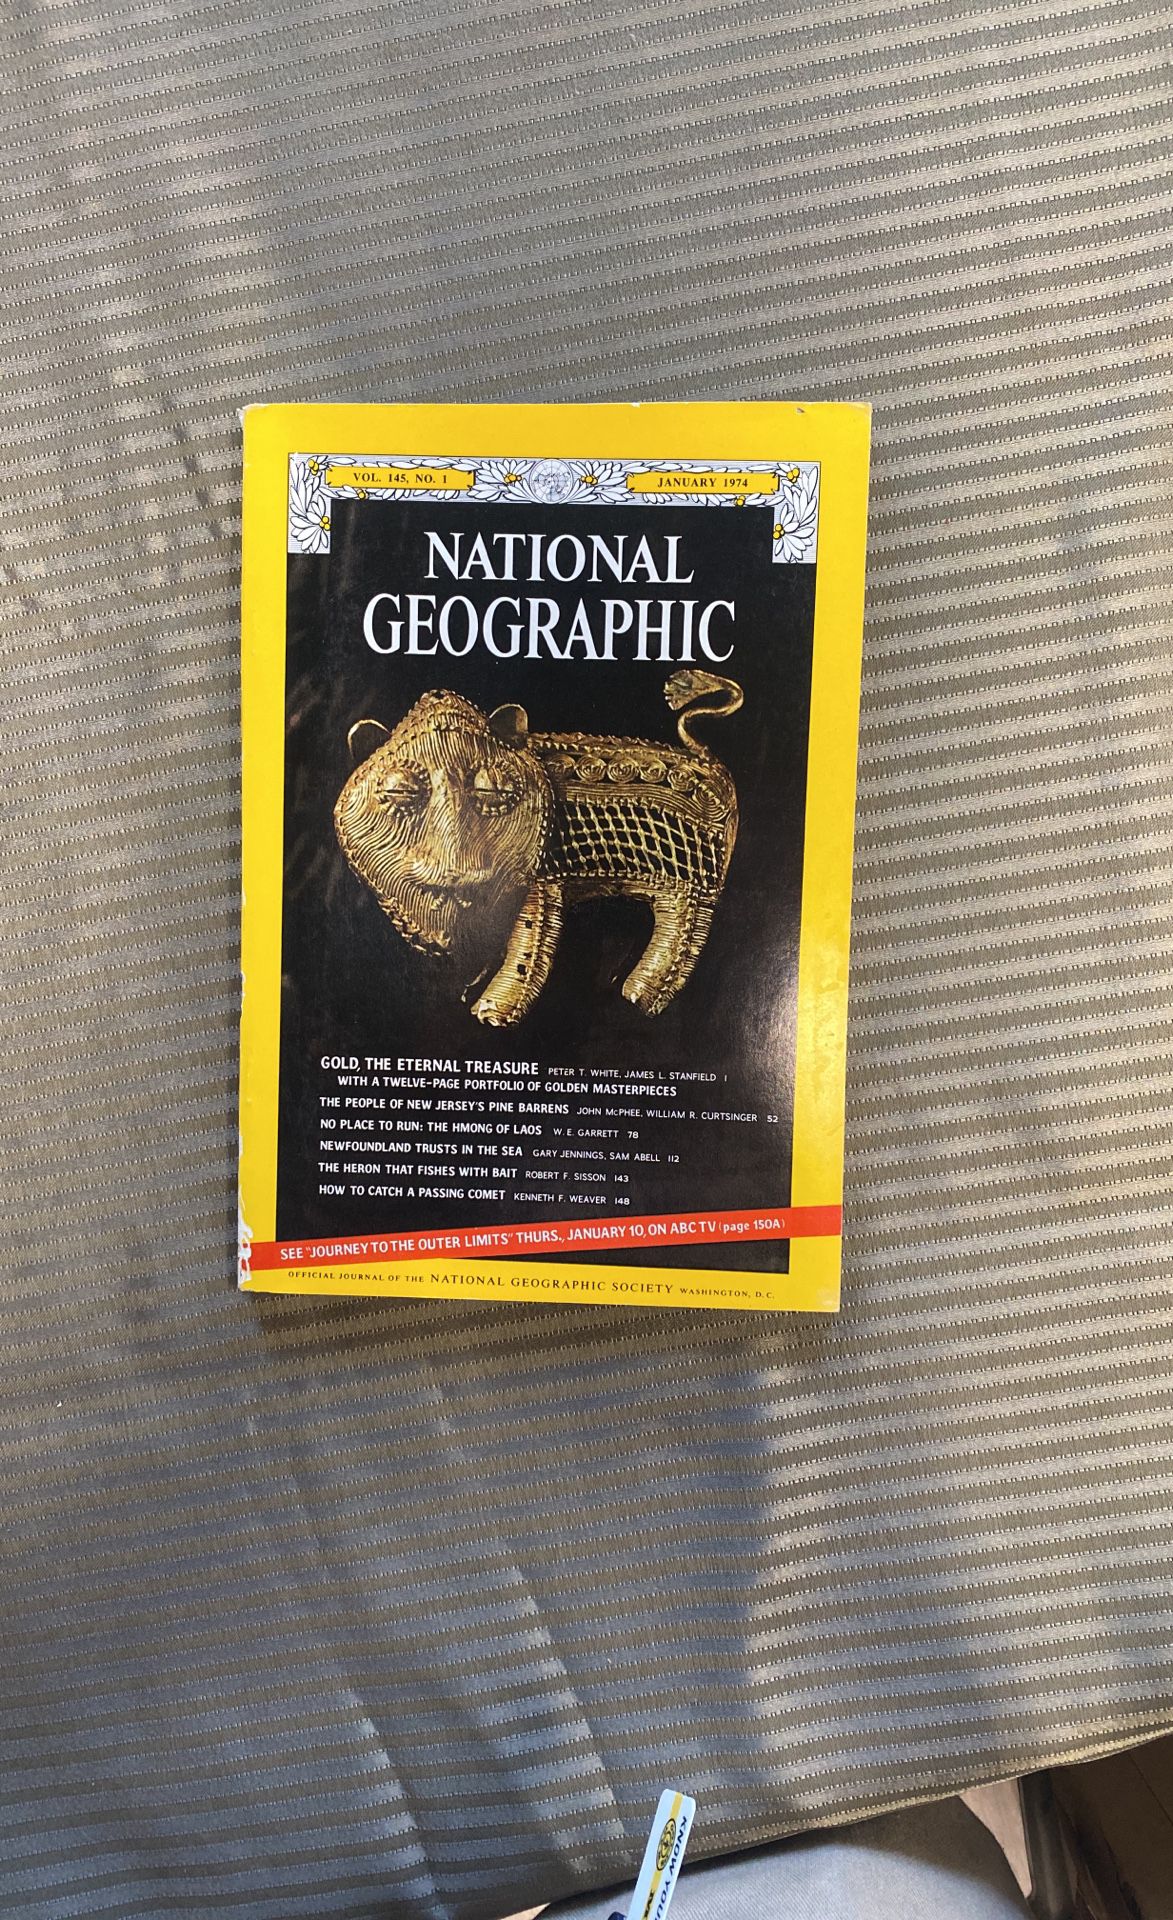 VOL. 145, NO. 1
JANUARY 1974
NATIONAL
GEOGRAPHIC
GOLD, THE ETERNAL TREASURE PETER T. WHITE, JAMES L. STANFIELD 1
WITH A TWELVE-PAGE PORTFOLIO OF GOLDEN MASTERPIECES
THE PEOPLE OF NEW JERSEY'S PINE BARRENS JOHN McPHEE, WILLIAM R. CURTSINGER 52
NO PLACE TO RUN: THE HMONG OF LAOS W. E. GARRETT 78
NEWFOUNDLAND TRUSTS IN THE SEA GARY JENNINGS, SAM ABELL 112
THE HERON THAT FISHES WITH BAIT ROBERT F. SISSON 143
HOW TO CATCH A PASSING COMET KENNETH F. WEAVER 148
SEE "JOURNEY TO THE OUTER LIMITS" THURS., JANUARY 10, ON ABC TV (page 150A)
OFFICIAL JOURNAL OF THE NATIONAL GEOGRAPHIC SOCIETY WASHINGTON, D.C.
KNOW